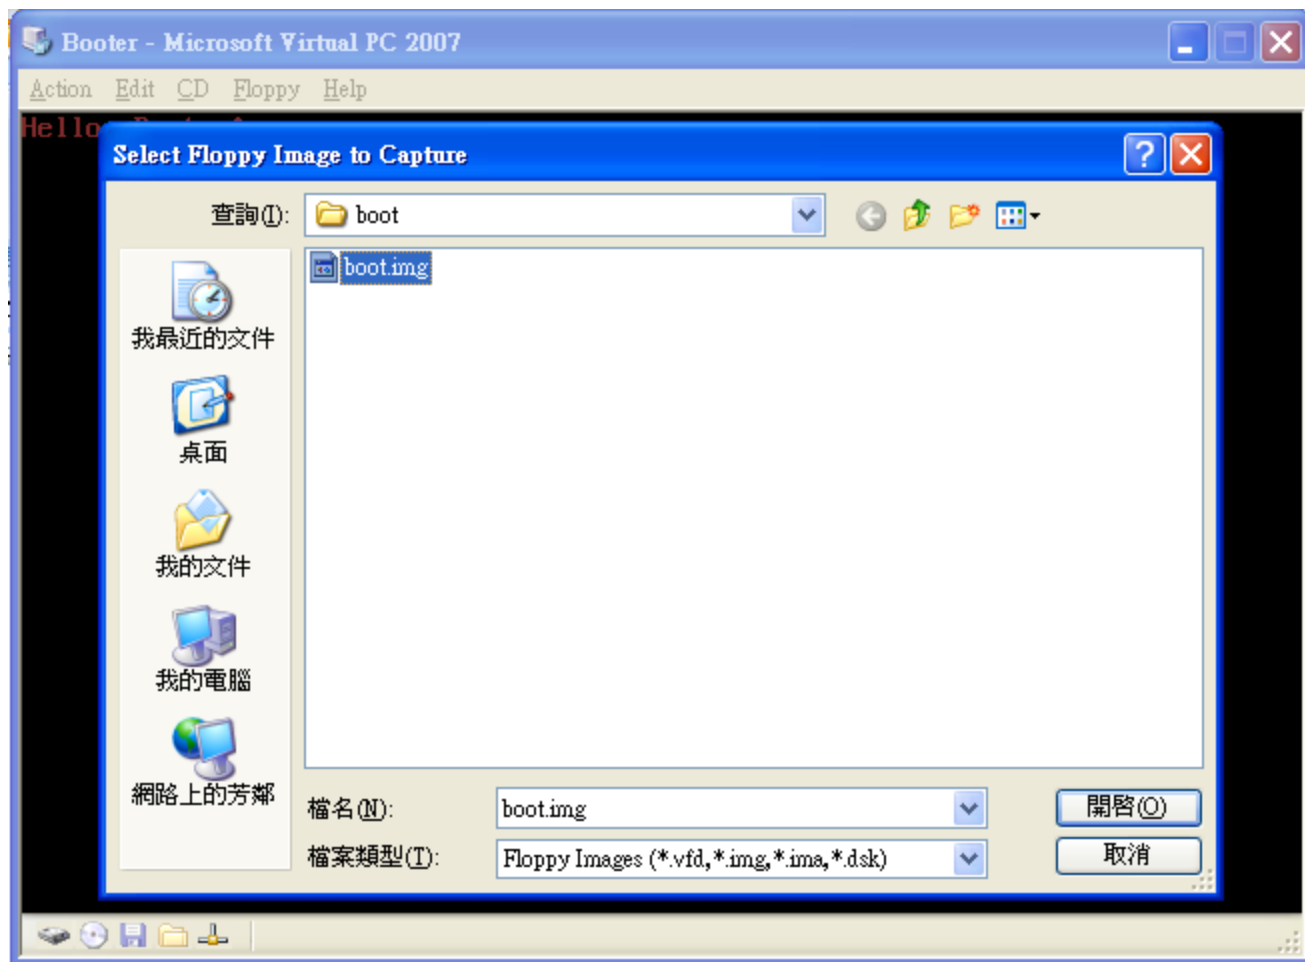 Booter - Microsoft Virtual PC 2007
Action Edit CD Floppy Help
Hello
Select Floppy Image to Capture
查詢(I): boot
boot.img
我最近的文件
桌面
我的文件
我的電腦
網路上的芳鄰
檔名(N): boot.img 開啓(O)
檔案類型(T): Floppy Images (*.vfd,*.img,*.ima,*.dsk) 取消